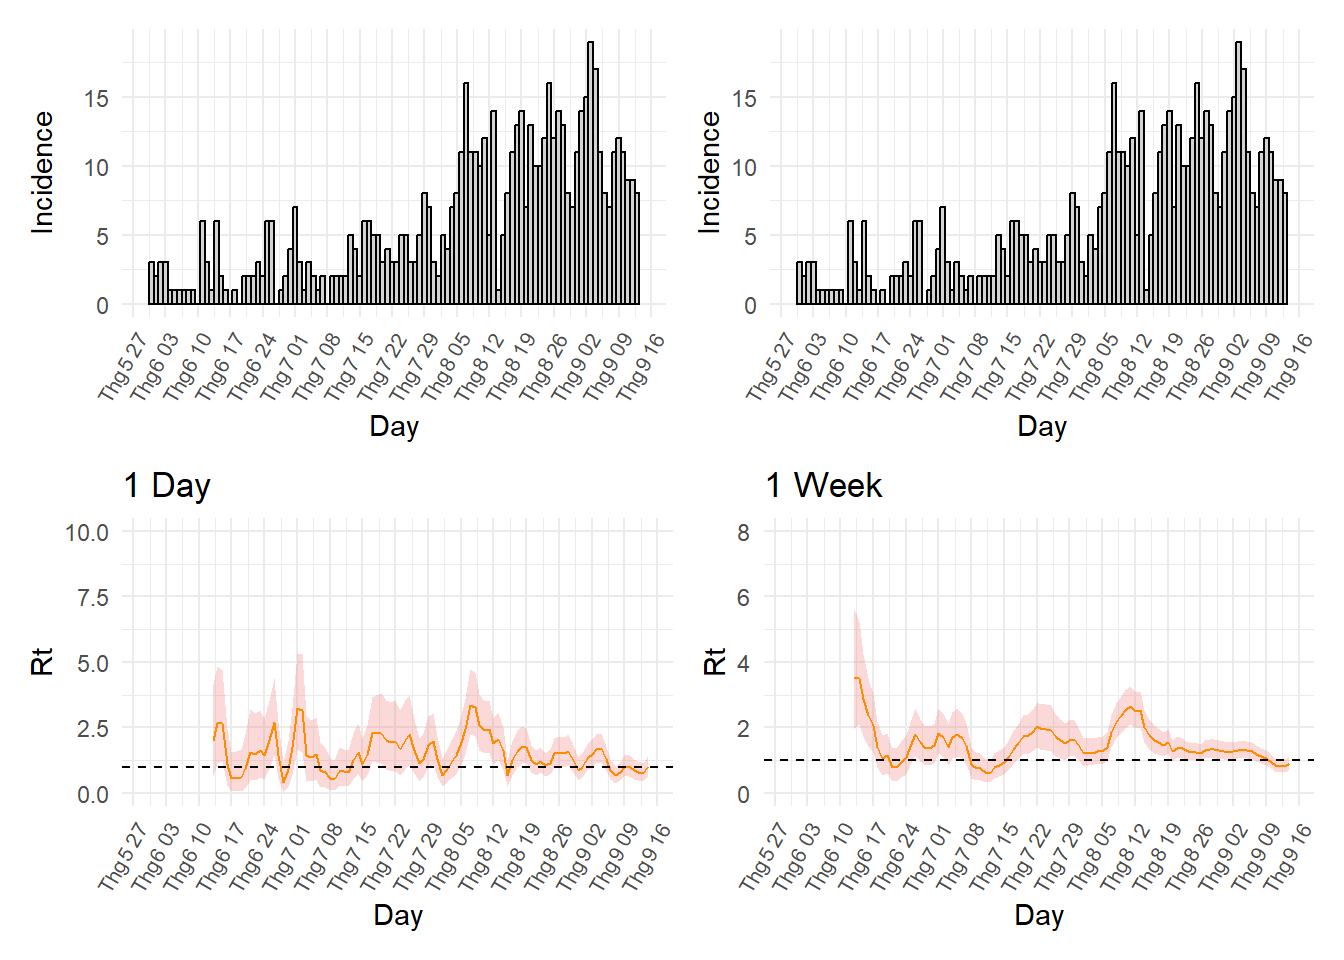 Incidence
15
10
5
0
Thg5 27
Thg6 03
Thg6 10
Thg6 17
Thg6 24
Thg7 01
Thg7 08
Thg7 15
Thg7 22
Thg7 29
Thg8 05
Thg8 12
Thg8 19
Thg8 26
Thg9 02
Thg9 09
Thg9 16
Day
Incidence
15
10
5
0
Thg5 27
Thg6 03
Thg6 10
Thg6 17
Thg6 24
Thg7 01
Thg7 08
Thg7 15
Thg7 22
Thg7 29
Thg8 05
Thg8 12
Thg8 19
Thg8 26
Thg9 02
Thg9 09
Thg9 16
Day
1 Day
Rt
10.0
7.5
5.0
2.5
0.0
Thg5 27
Thg6 03
Thg6 10
Thg6 17
Thg6 24
Thg7 01
Thg7 08
Thg7 15
Thg7 22
Thg7 29
Thg8 05
Thg8 12
Thg8 19
Thg8 26
Thg9 02
Thg9 09
Thg9 16
Day
1 Week
Rt
8
6
4
2
0
Thg5 27
Thg6 03
Thg6 10
Thg6 17
Thg6 24
Thg7 01
Thg7 08
Thg7 15
Thg7 22
Thg7 29
Thg8 05
Thg8 12
Thg8 19
Thg8 26
Thg9 02
Thg9 09
Thg9 16
Day